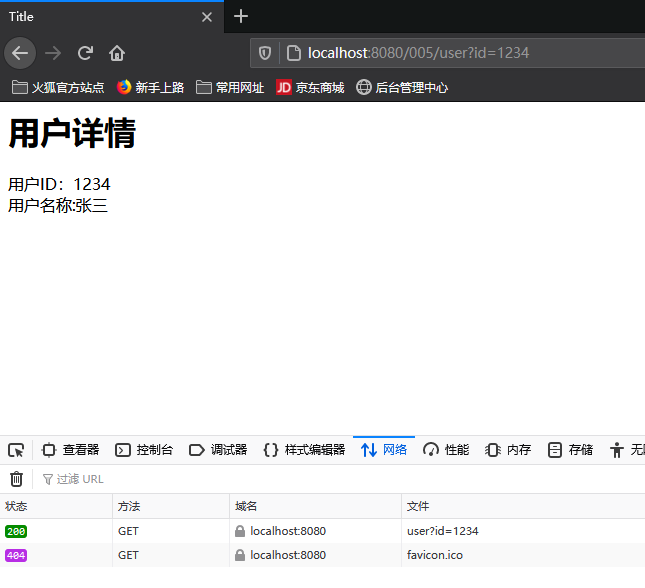 Title
localhost:8080/005/user?id=1234
火狐官方站点 新手上路 常用网址 JD 京东商城 后台管理中心
用户详情
用户ID：1234
用户名称:张三
查看器 控制台 调试器 样式编辑器 网络 性能 内存 存储 无
过滤 URL
状态 方法 域名 文件
200 GET localhost:8080 user?id=1234
404 GET localhost:8080 favicon.ico